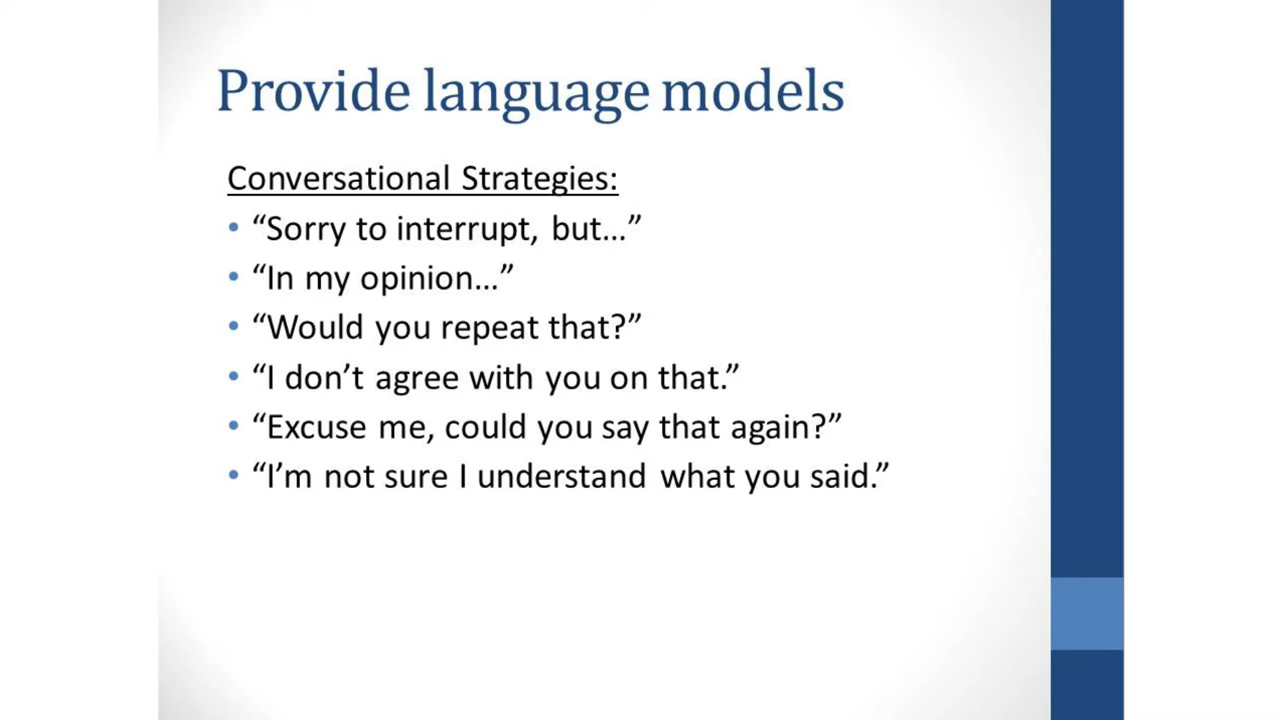 Provide language models
Conversational Strategies:
• “Sorry to interrupt, but…”
• “In my opinion…”
• “Would you repeat that?”
• “I don’t agree with you on that.”
• “Excuse me, could you say that again?”
• “I’m not sure I understand what you said.”